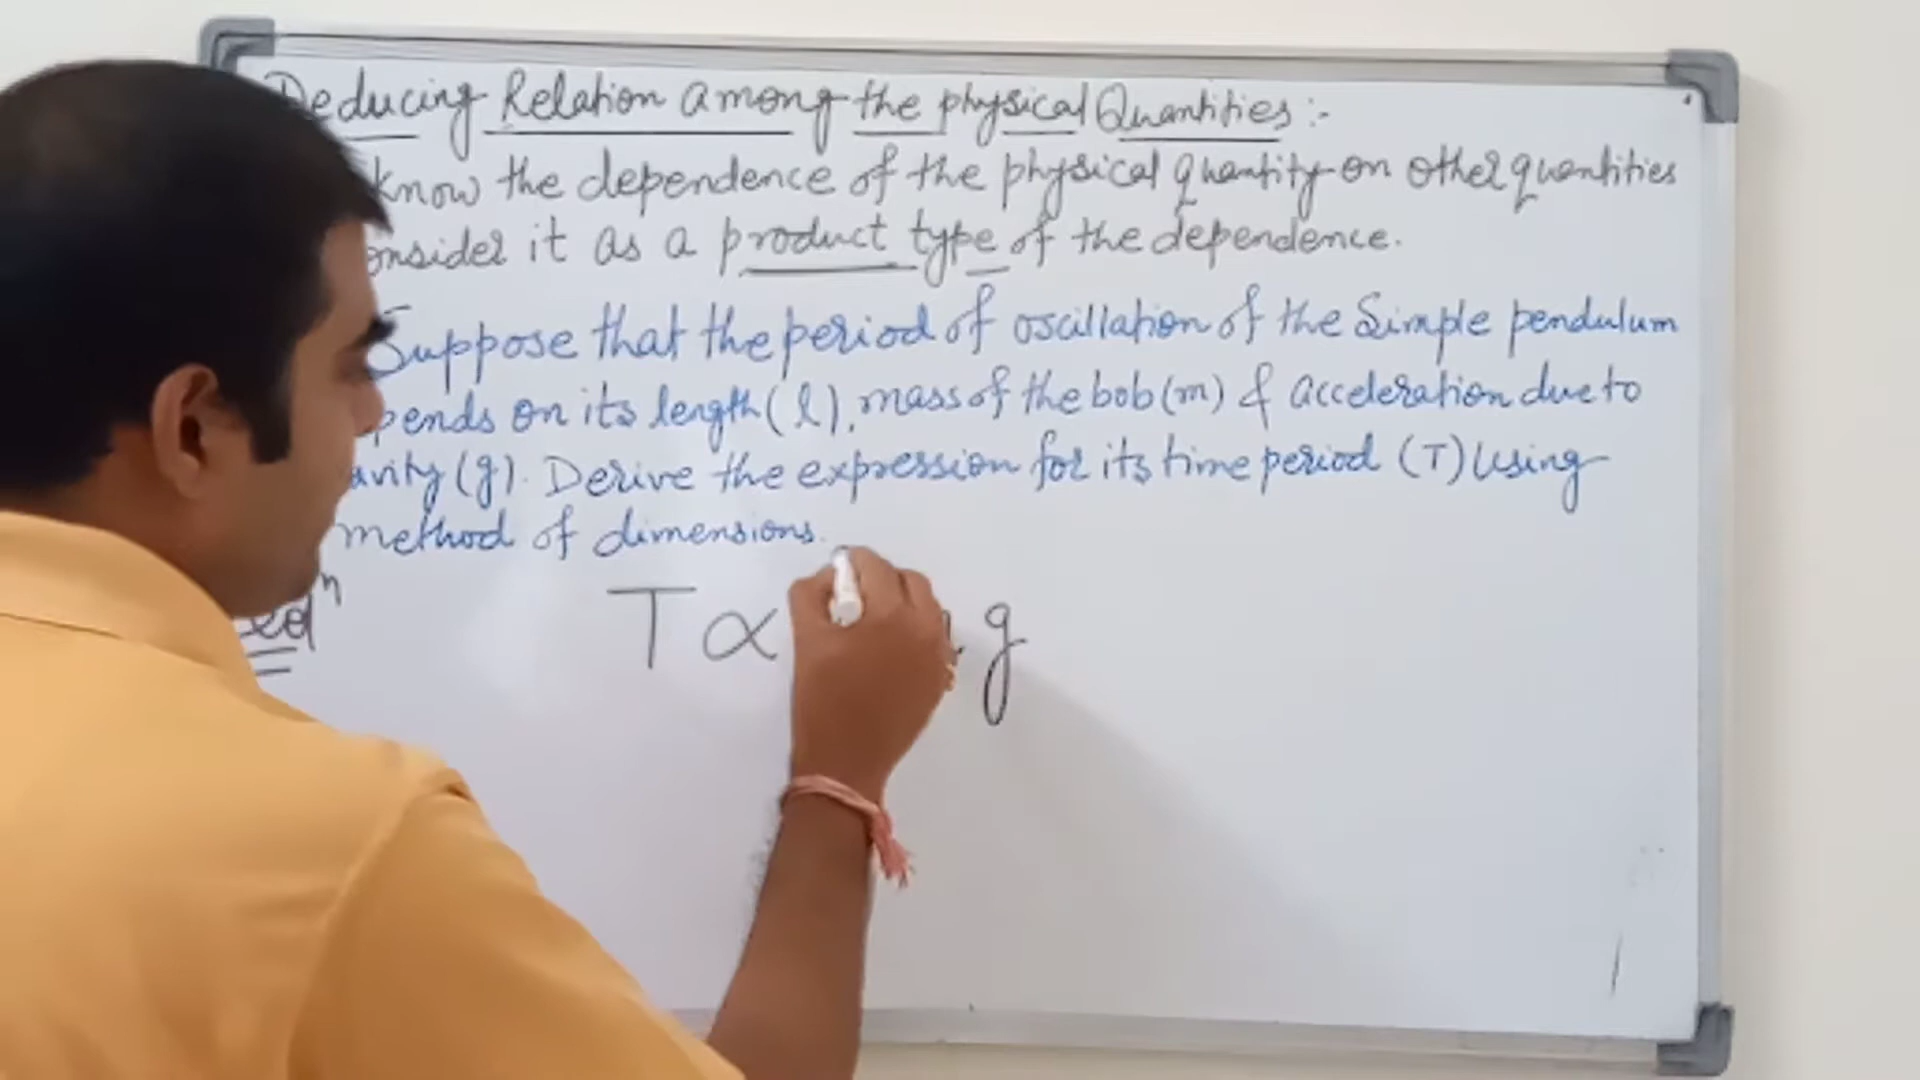 Deducing Relation among the physical Quantities :-
know the dependence of the physical quantity on other quantities
onsider it as a product type of the dependence.
Suppose that the period of oscillation of the Simple pendulum
pends on its length (l), mass of the bob (m) & acceleration due to
avity (g). Derive the expression for its time period (T) using
method of dimensions.
T ∝ g